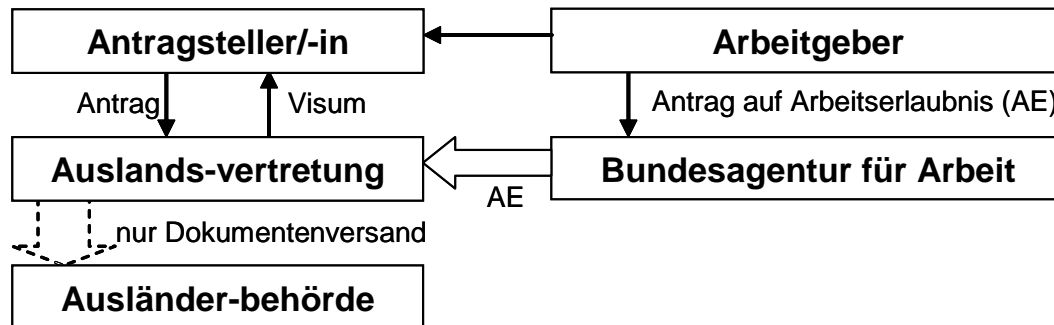 Antragsteller/-in
Arbeitgeber
Antrag
Visum
Antrag auf Arbeitserlaubnis (AE)
Auslands-vertretung
Bundesagentur für Arbeit
AE
nur Dokumentenversand
Ausländer-behörde